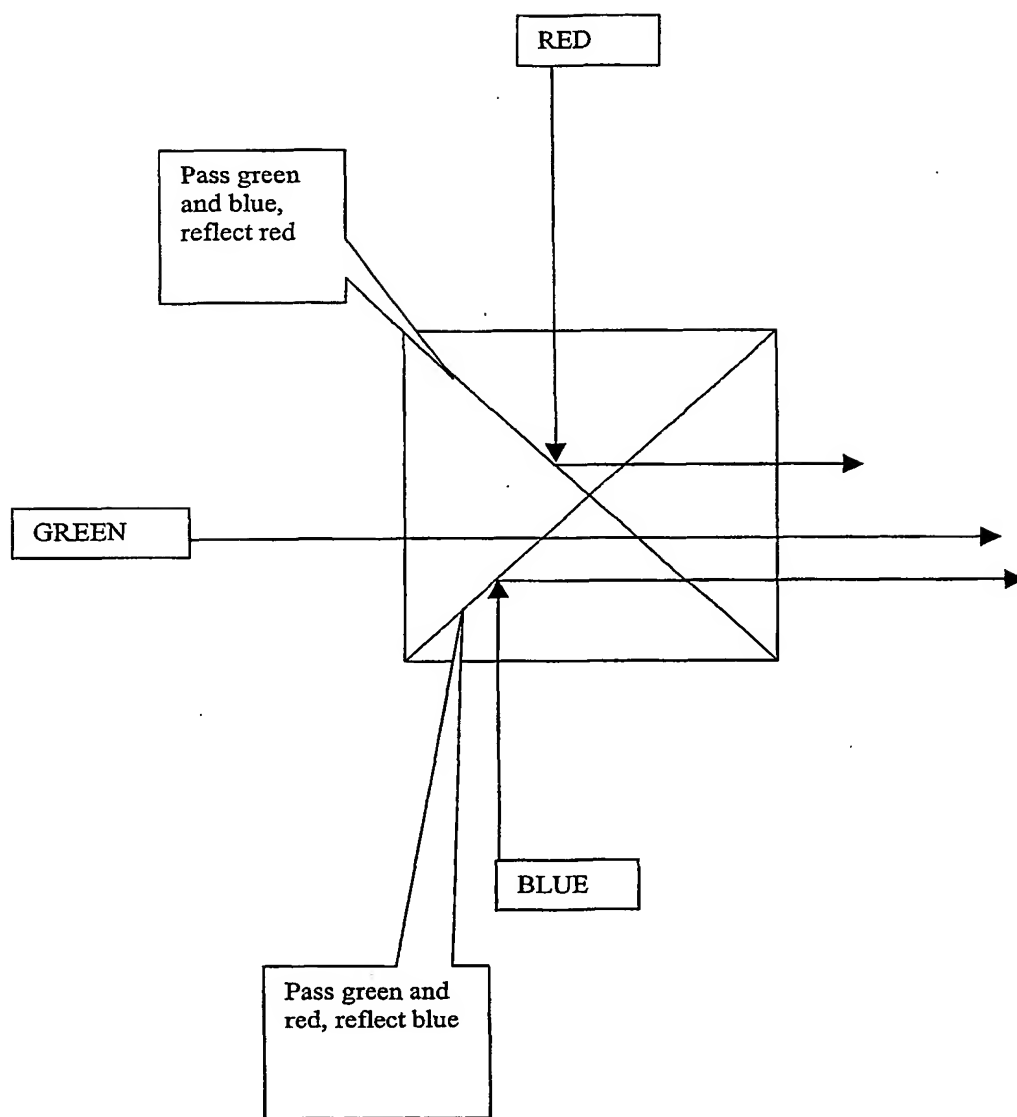 RED
Pass green
and blue,
reflect red
GREEN
BLUE
Pass green and
red, reflect blue